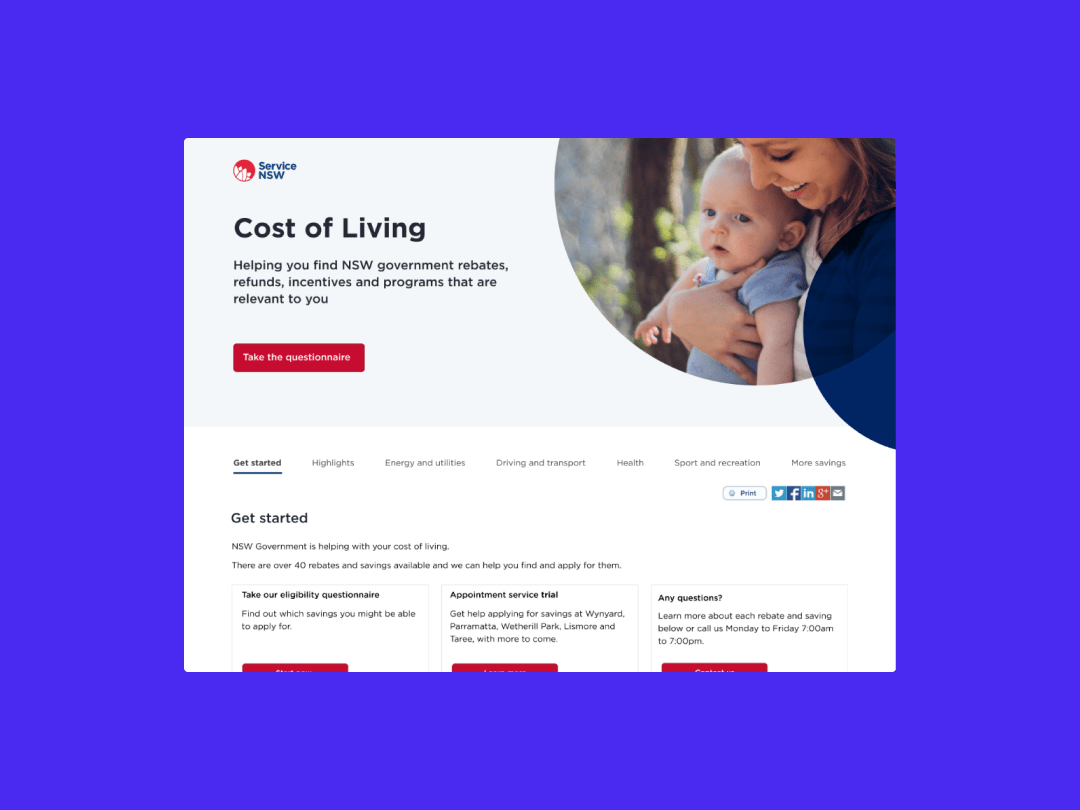 Service
NSW
Cost of Living
Helping you find NSW government rebates,
refunds, incentives and programs that are
relevant to you
Take the questionnaire
Get started
Highlights
Energy and utilities
Driving and transport
Health
Sport and recreation
More savings
Print
Get started
NSW Government is helping with your cost of living.
There are over 40 rebates and savings available and we can help you find and apply for them.
Take our eligibility questionnaire
Find out which savings you might be able
to apply for.
Appointment service trial
Get help applying for savings at Wynyard,
Parramatta, Wetherill Park, Lismore and
Taree, with more to come.
Any questions?
Learn more about each rebate and saving
below or call us Monday to Friday 7:00am
to 7:00pm.
Start now
Learn more
Contact us